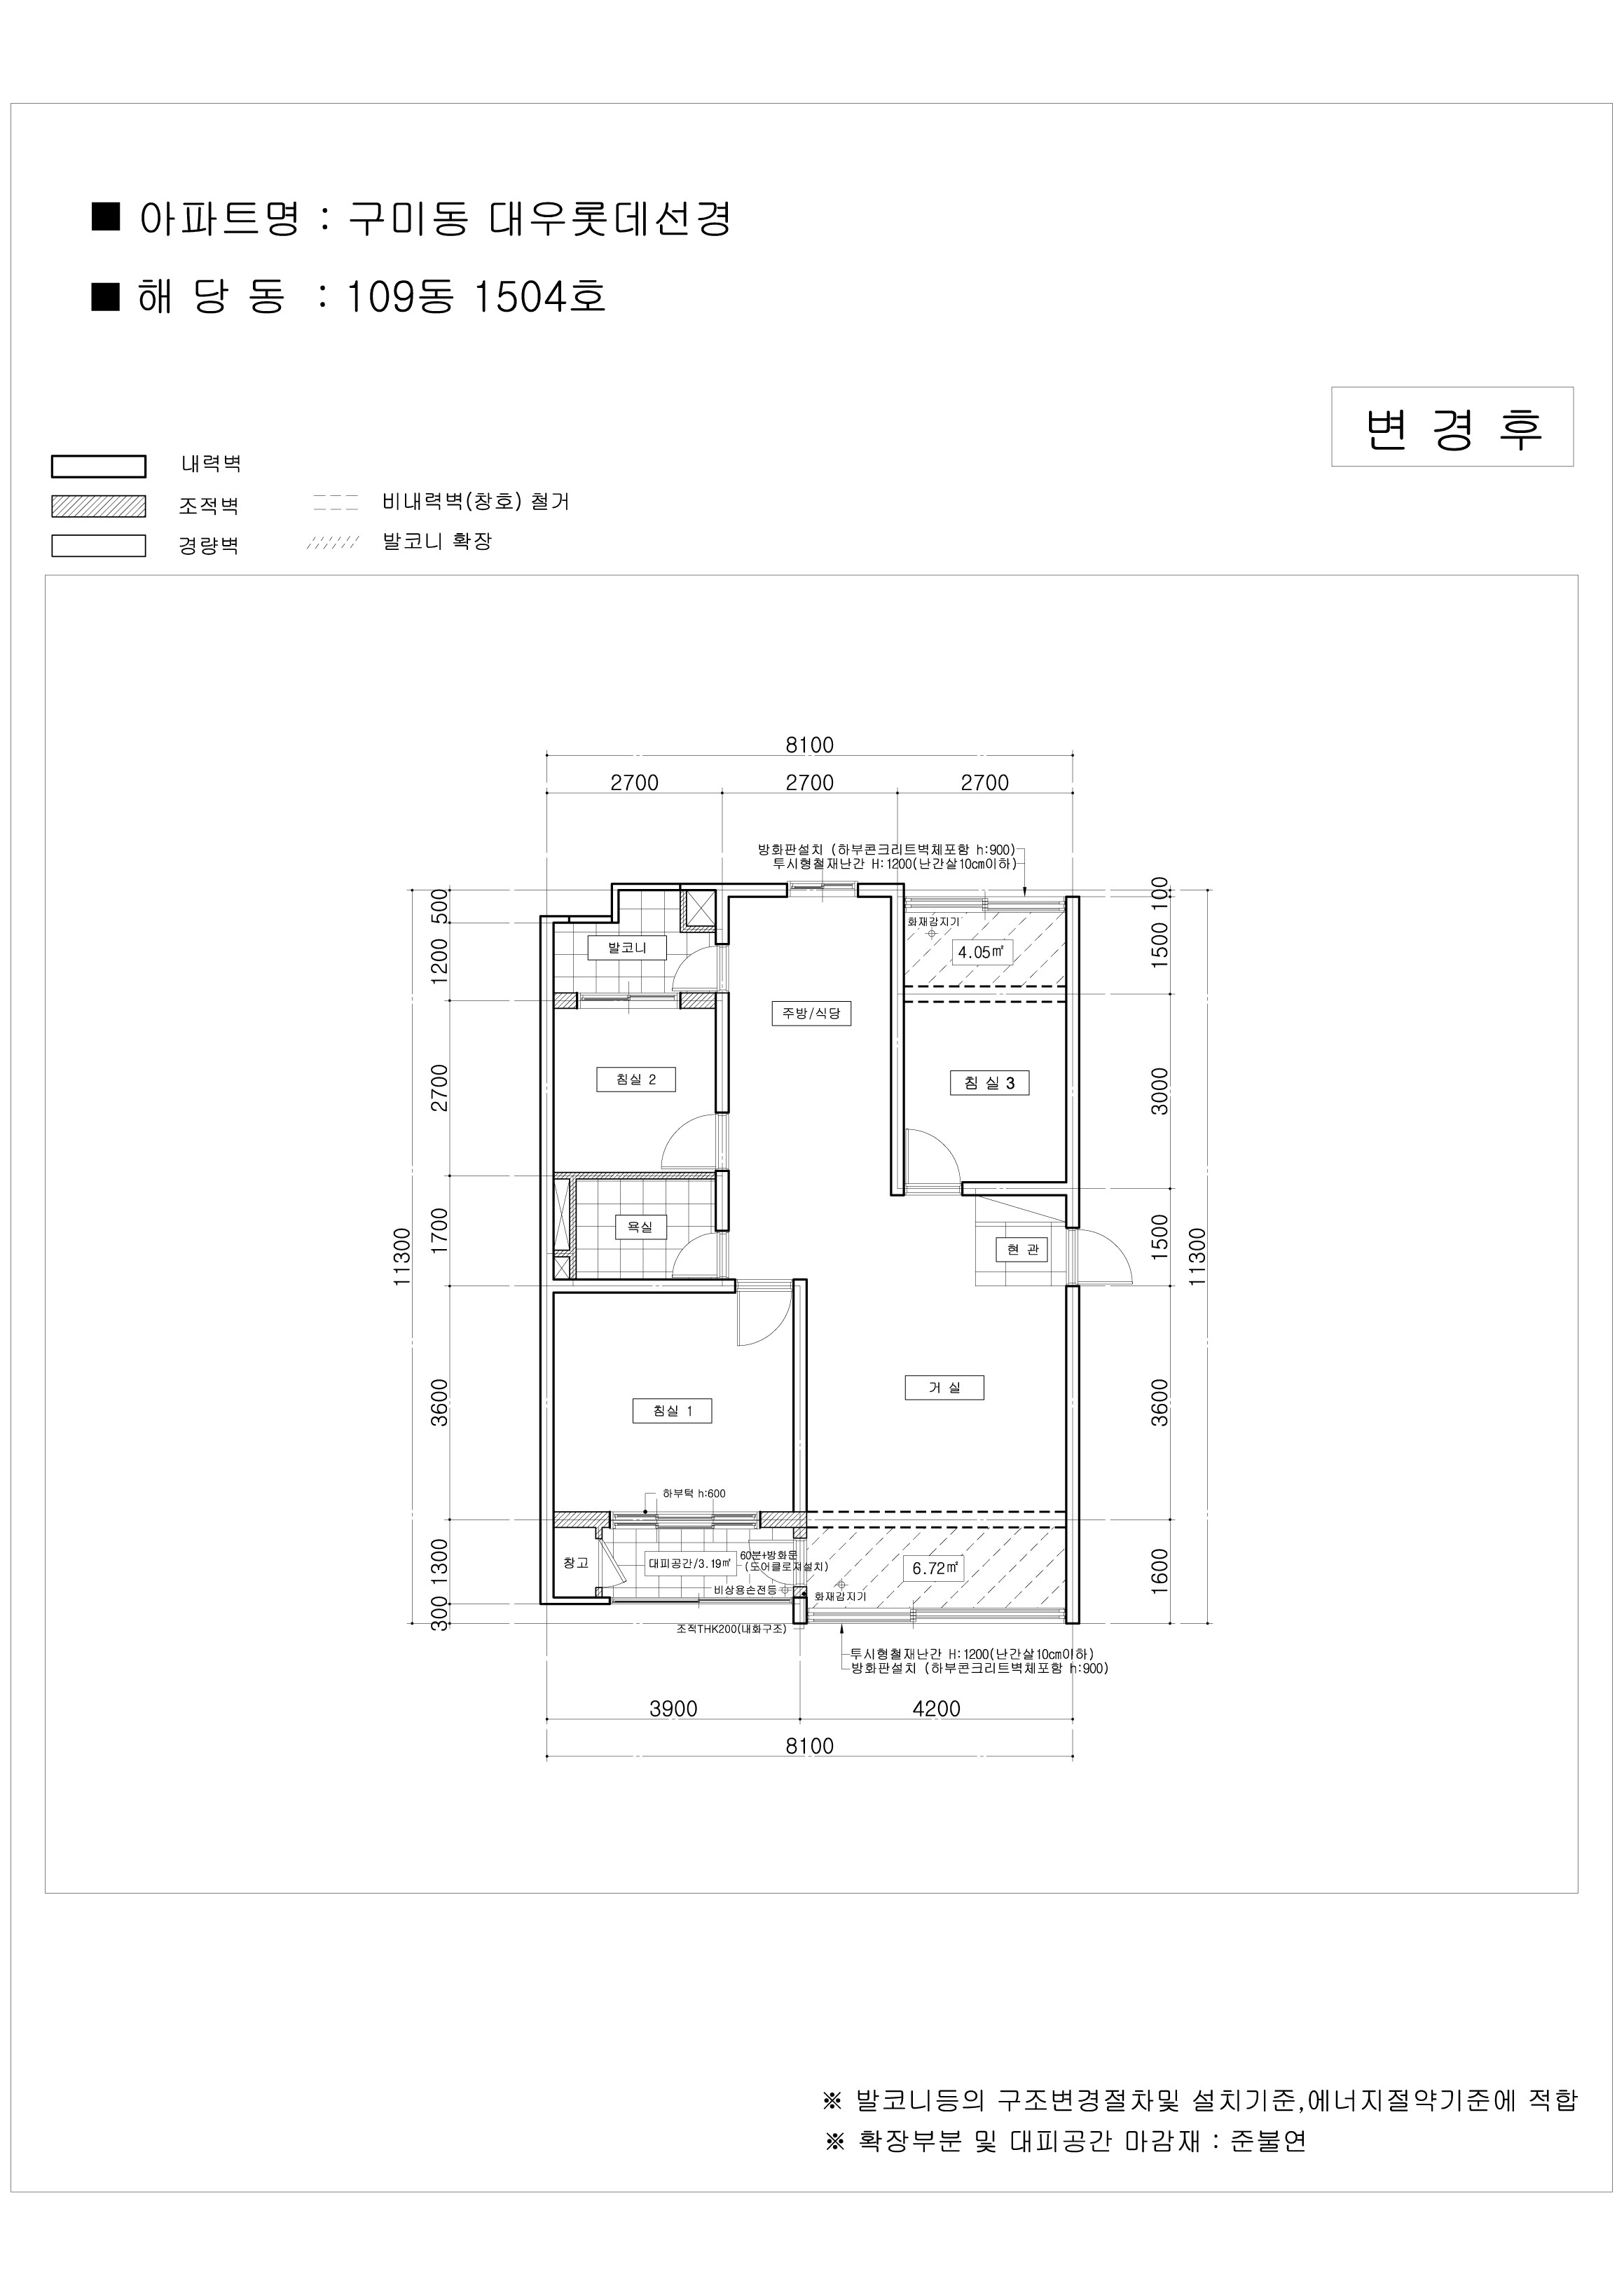 ■ 아파트명 : 구미동 대우롯데선경
■ 해 당 동 : 109동 1504호
변 경 후
내력벽
조적벽
비내력벽(창호) 철거
경량벽
발코니 확장
8100
2700 2700 2700
방화판설치 (하부콘크리트벽체포함 h:900)
투시형철재난간 H:1200(난간살10cm이하)
500
100
화재감지기
1200
발코니
4.05㎡
1500
주방/식당
2700
침실 2
침 실 3
3000
11300
1700
욕실
현 관
1500
11300
3600
침실 1
거 실
3600
하부턱 h:600
1300
창고
대피공간/3.19㎡
60분+방화문
(도어클로져설치)
6.72㎡
1600
비상용손전등
화재감지기
300
조적THK200(내화구조)
투시형철재난간 H:1200(난간살10cm이하)
방화판설치 (하부콘크리트벽체포함 h:900)
3900 4200
8100
※ 발코니등의 구조변경절차및 설치기준,에너지절약기준에 적합
※ 확장부분 및 대피공간 마감재 : 준불연